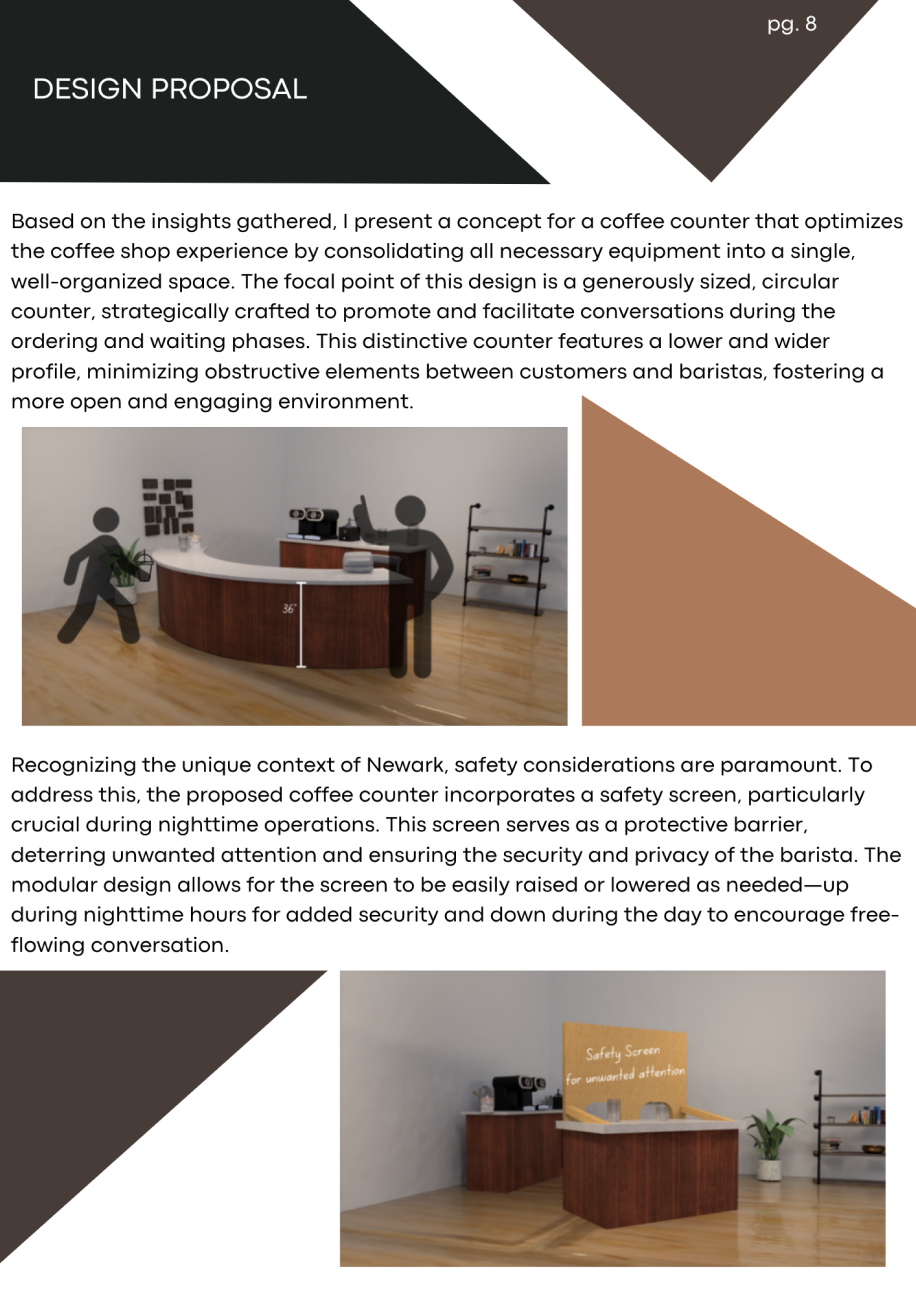 pg. 8
DESIGN PROPOSAL
Based on the insights gathered, I present a concept for a coffee counter that optimizes
the coffee shop experience by consolidating all necessary equipment into a single,
well-organized space. The focal point of this design is a generously sized, circular
counter, strategically crafted to promote and facilitate conversations during the
ordering and waiting phases. This distinctive counter features a lower and wider
profile, minimizing obstructive elements between customers and baristas, fostering a
more open and engaging environment.
36"
Recognizing the unique context of Newark, safety considerations are paramount. To
address this, the proposed coffee counter incorporates a safety screen, particularly
crucial during nighttime operations. This screen serves as a protective barrier,
deterring unwanted attention and ensuring the security and privacy of the barista. The
modular design allows for the screen to be easily raised or lowered as needed—up
during nighttime hours for added security and down during the day to encourage free-
flowing conversation.
Safety Screen
for unwanted attention